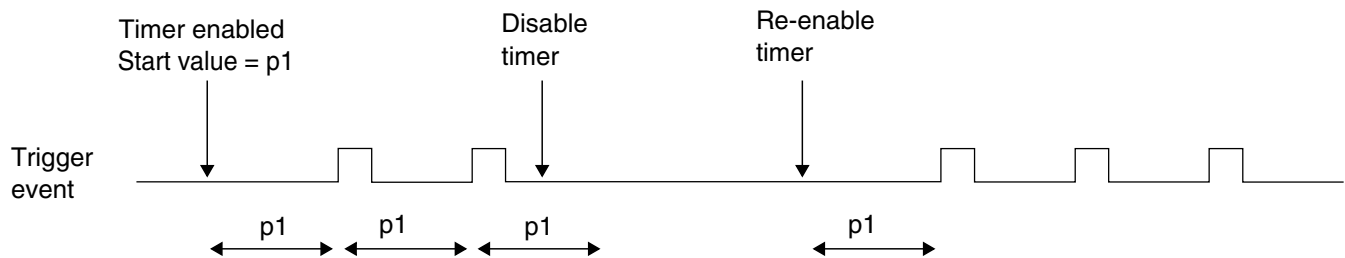 Timer enabled
Start value = p1
Disable
timer
Re-enable
timer
Trigger
event
p1
p1
p1
p1